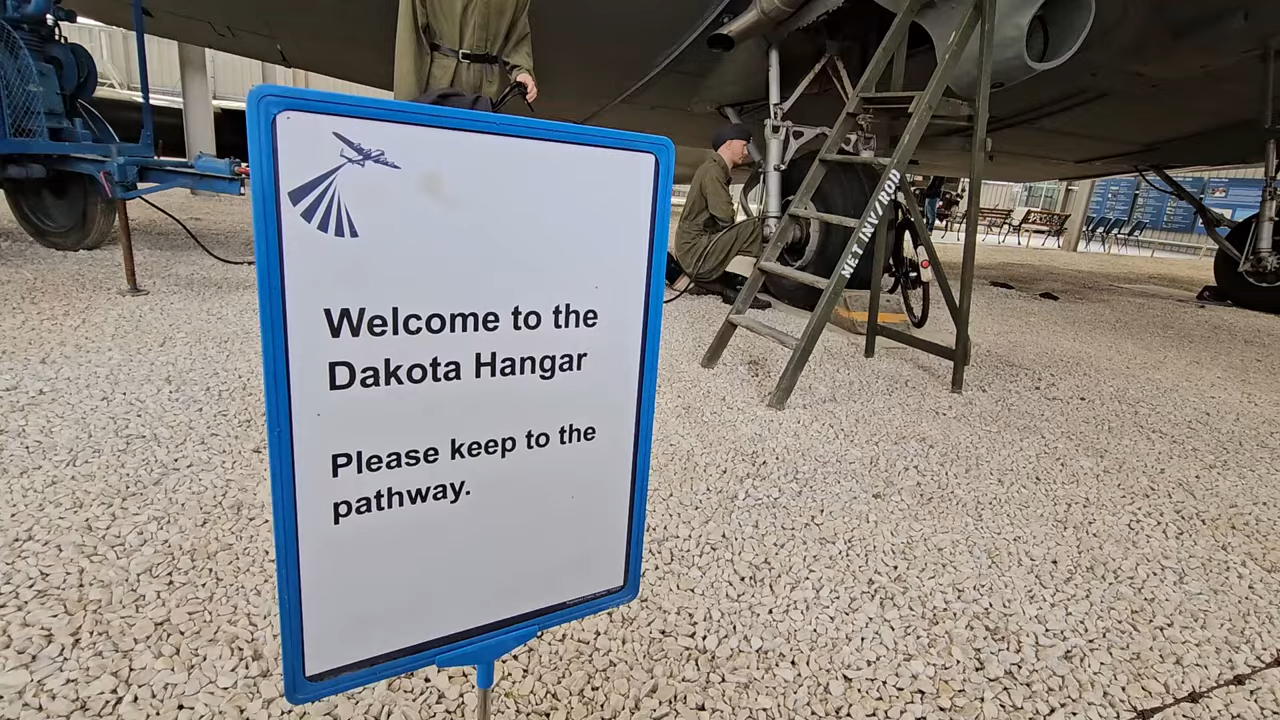 Welcome to the
Dakota Hangar
Please keep to the
pathway.
NET INV/ROD